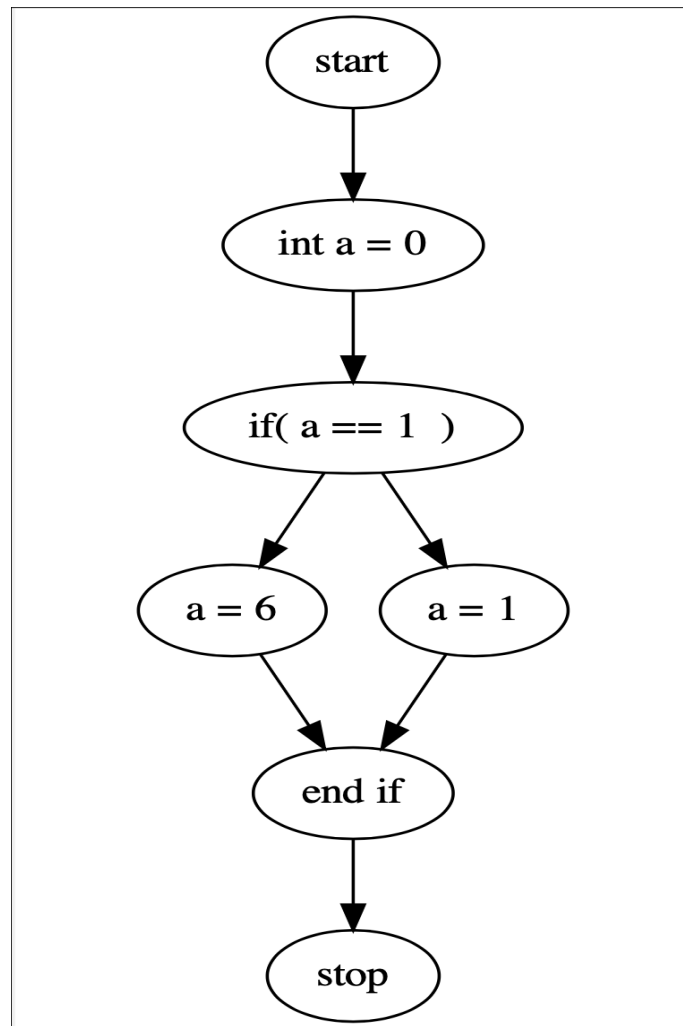 start
int a = 0
if( a == 1  )
a = 6
a = 1
end if
stop